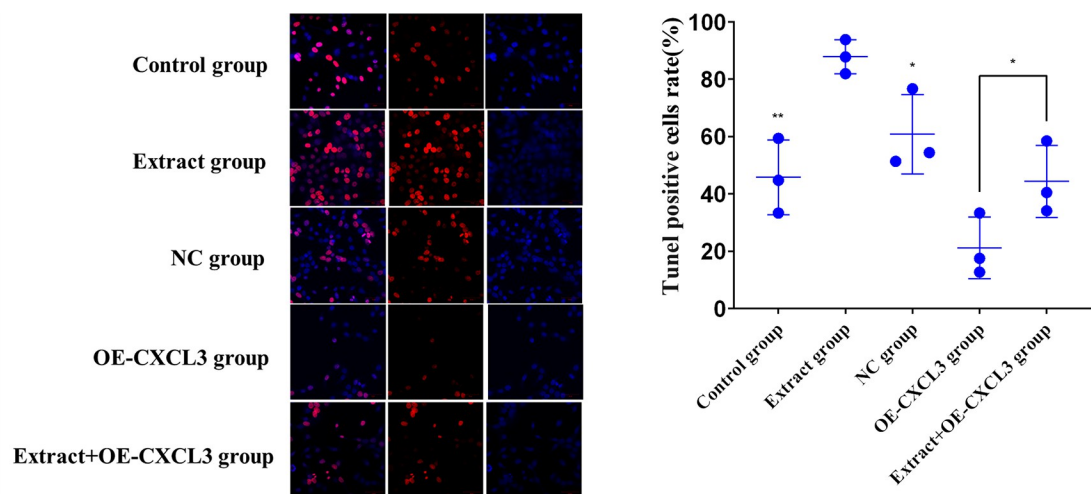 Control group
Extract group
NC group
OE-CXCL3 group
Extract+OE-CXCL3 group
Tunel positive cells rate(%)
100
80
60
40
20
0
**
*
*
Control group
Extract group
NC group
OE-CXCL3 group
Extract+OE-CXCL3 group